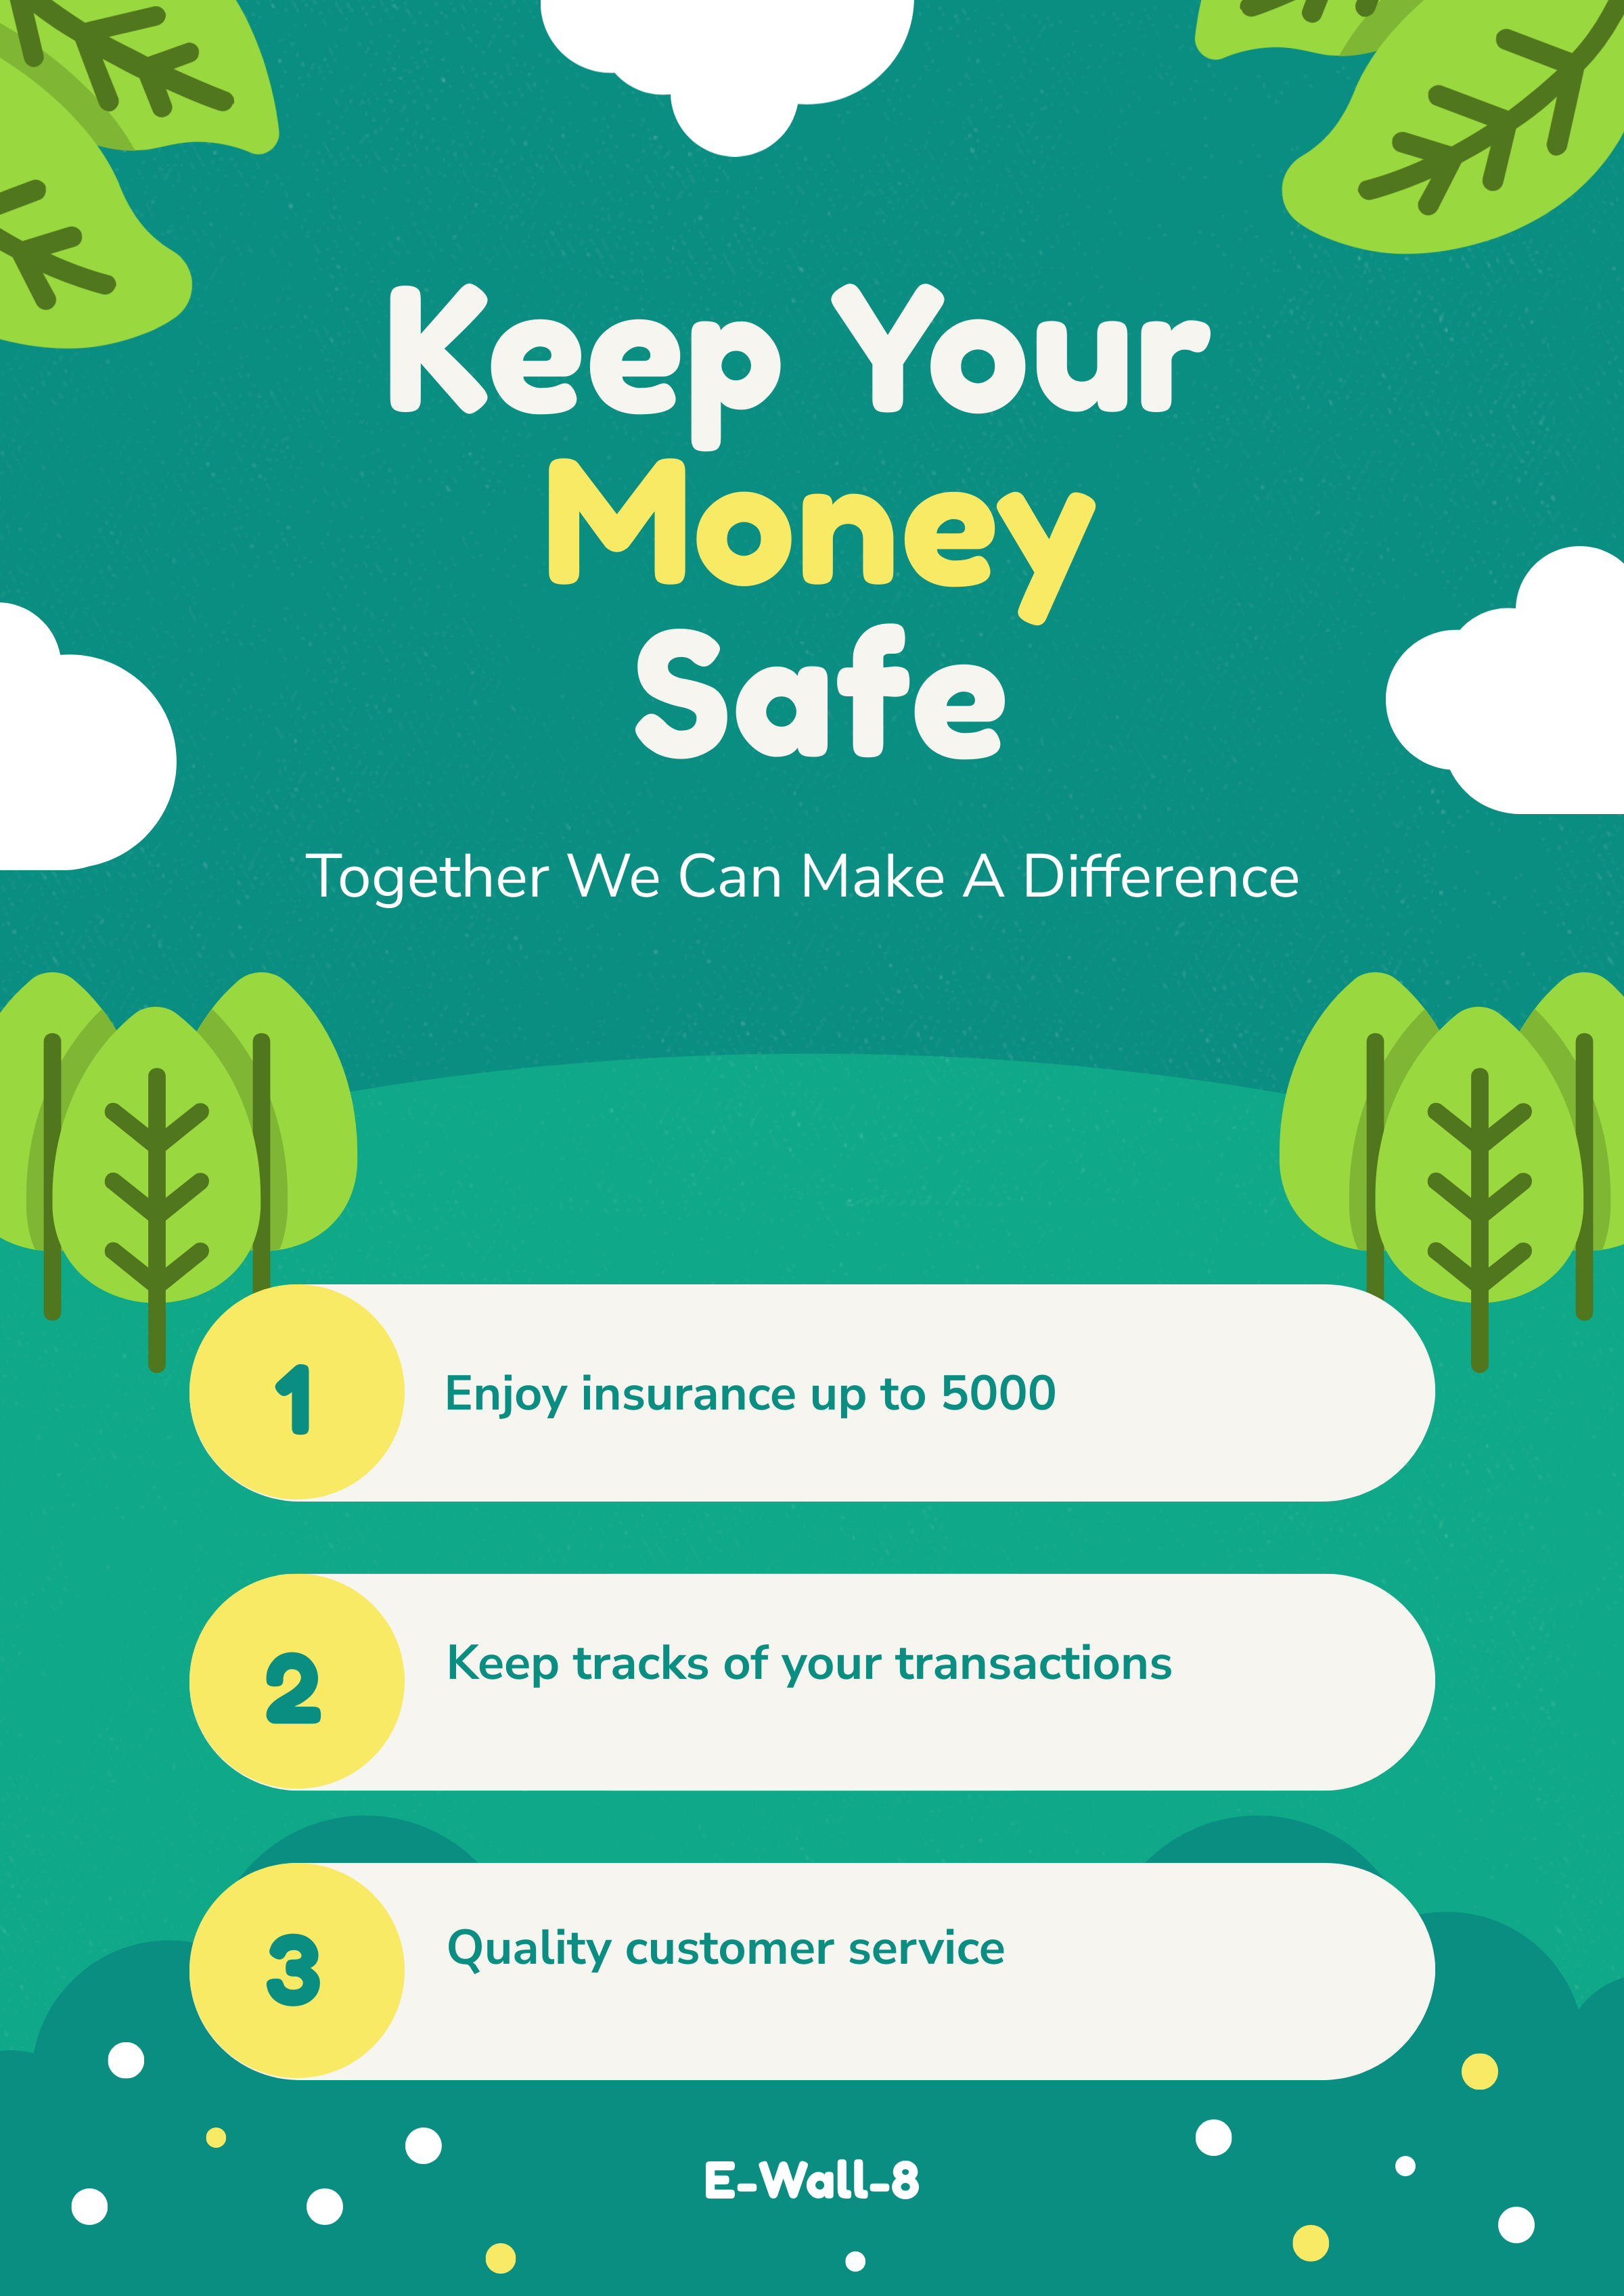 Keep Your
Money
Safe
Together We Can Make A Difference
1 Enjoy insurance up to 5000
2 Keep tracks of your transactions
3 Quality customer service
E-Wall-8